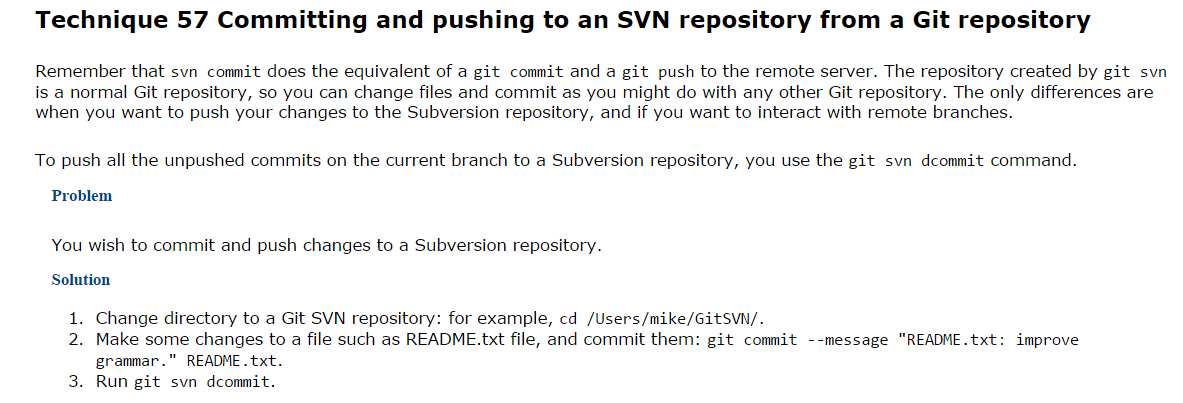 Technique 57 Committing and pushing to an SVN repository from a Git repository
Remember that svn commit does the equivalent of a git commit and a git push to the remote server. The repository created by git svn
is a normal Git repository, so you can change files and commit as you might do with any other Git repository. The only differences are
when you want to push your changes to the Subversion repository, and if you want to interact with remote branches.
To push all the unpushed commits on the current branch to a Subversion repository, you use the git svn dcommit command.
Problem
You wish to commit and push changes to a Subversion repository.
Solution
1. Change directory to a Git SVN repository: for example, cd /Users/mike/GitSVN/.
2. Make some changes to a file such as README.txt file, and commit them: git commit --message "README.txt: improve
grammar." README.txt.
3. Run git svn dcommit.